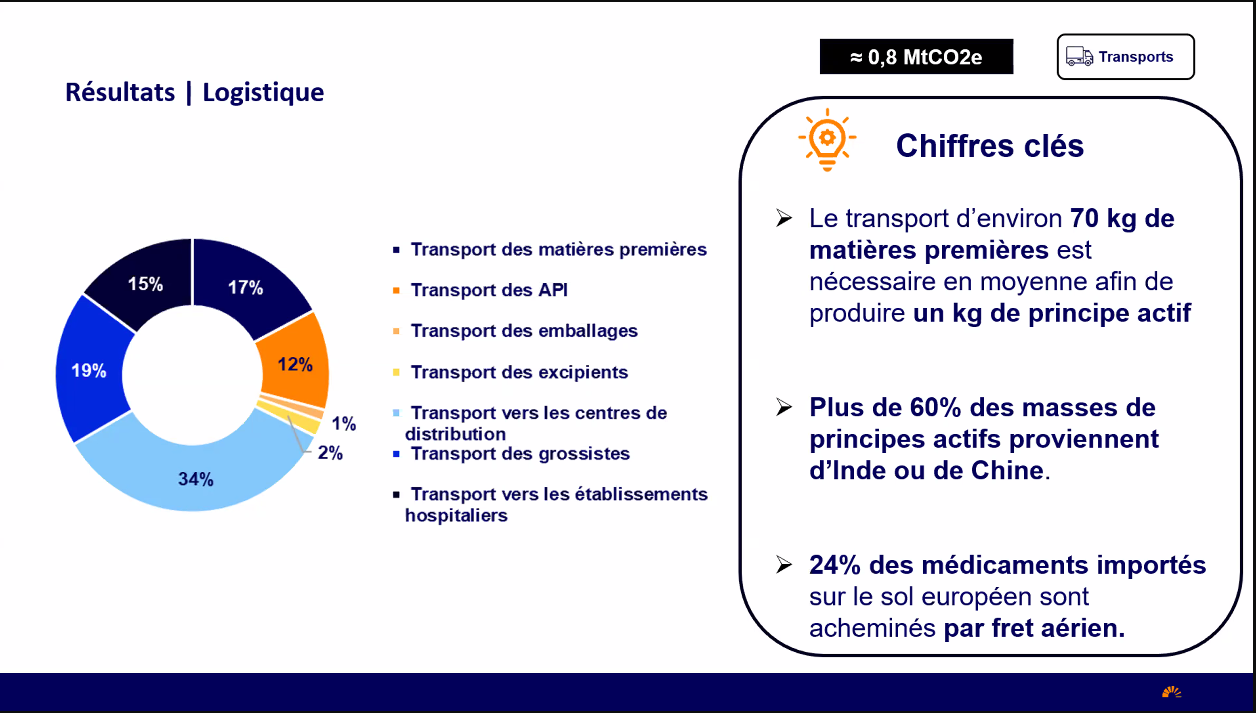 ≈ 0,8 MtCO2e
Transports
Résultats | Logistique
Chiffres clés
15%
17%
12%
19%
1%
2%
34%
Transport des matières premières
Transport des API
Transport des emballages
Transport des excipients
Transport vers les centres de
distribution
Transport des grossistes
Transport vers les établissements
hospitaliers
Le transport d’environ 70 kg de
matières premières est
nécessaire en moyenne afin de
produire un kg de principe actif
Plus de 60% des masses de
principes actifs proviennent
d’Inde ou de Chine.
24% des médicaments importés
sur le sol européen sont
acheminés par fret aérien.